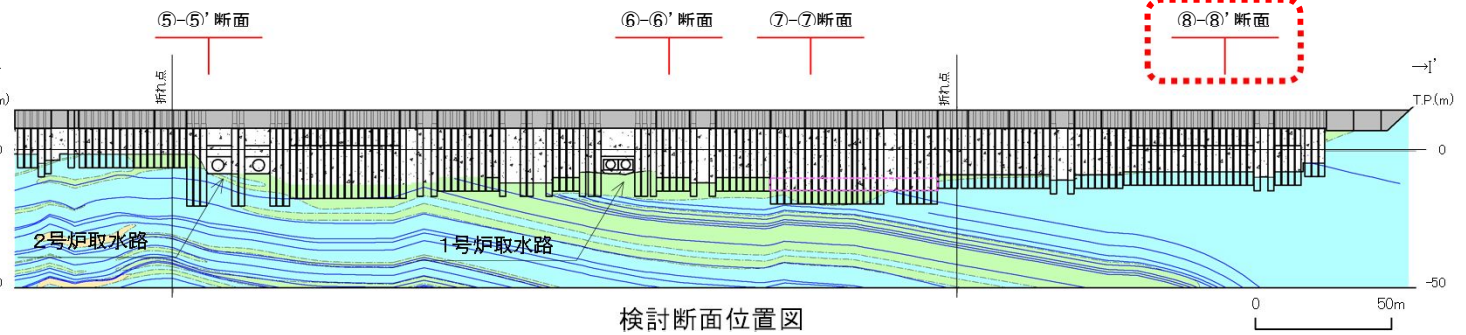 ⑤-⑤’断面
⑥-⑥’断面
⑦-⑦断面
⑧-⑧’断面
折れ点
折れ点
→I’
T.P.(m)
0
0
-50
2号炉取水路
1号炉取水路
検討断面位置図
0
50m